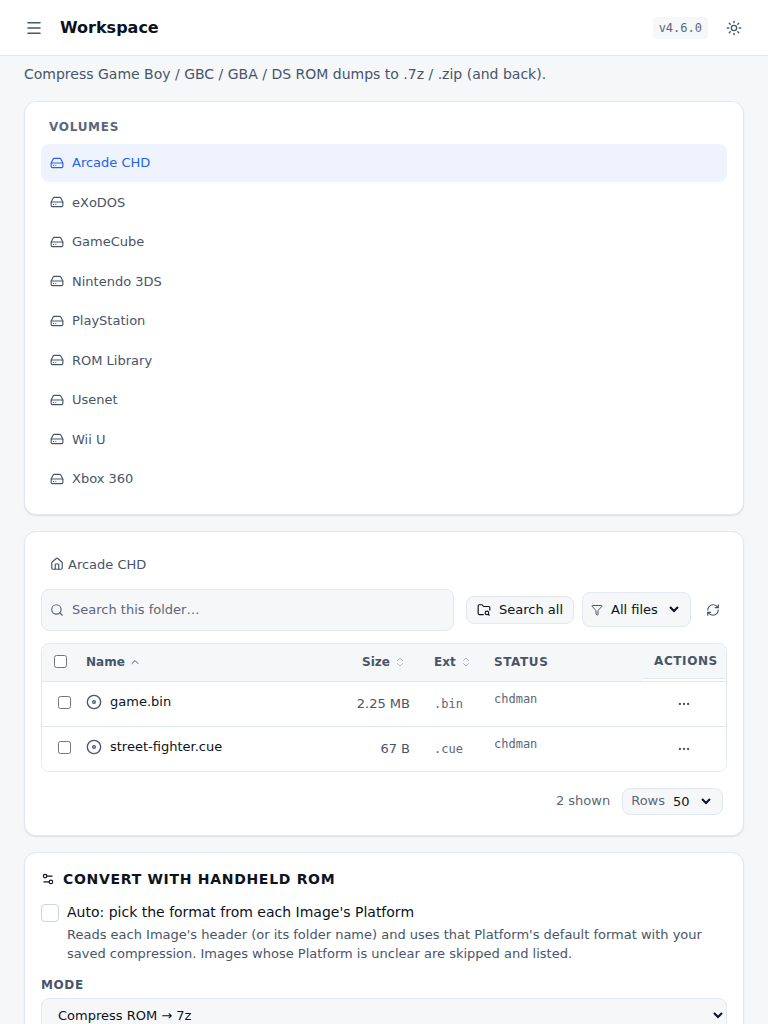 Workspace
v4.6.0
Compress Game Boy / GBC / GBA / DS ROM dumps to .7z / .zip (and back).
VOLUMES
Arcade CHD
eXoDOS
GameCube
Nintendo 3DS
PlayStation
ROM Library
Usenet
Wii U
Xbox 360
Arcade CHD
Search this folder…
Search all
All files
Name
Size
Ext
STATUS
ACTIONS
game.bin
2.25 MB
.bin
chdman
street-fighter.cue
67 B
.cue
chdman
2 shown
Rows 50
CONVERT WITH HANDHELD ROM
Auto: pick the format from each Image's Platform
Reads each Image's header (or its folder name) and uses that Platform's default format with your
saved compression. Images whose Platform is unclear are skipped and listed.
MODE
Compress ROM → 7z